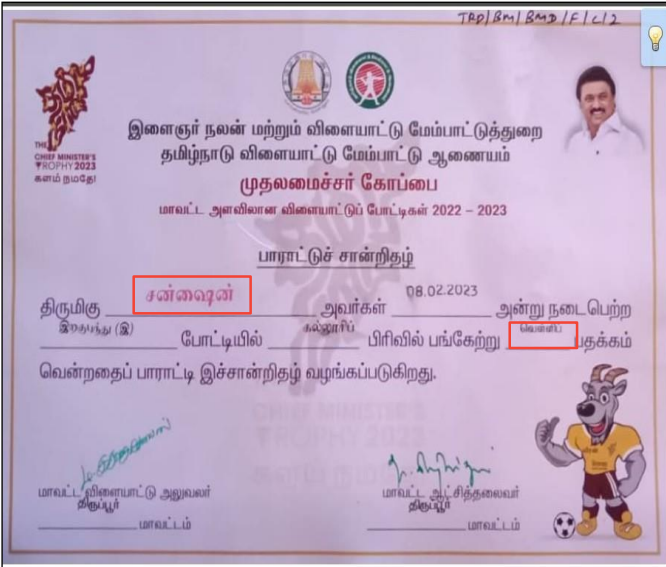 TRP/BM/BMD/F/C/2
THE
CHIEF MINISTER'S
TROPHY 2023
களம் நமதே!
இளைஞர் நலன் மற்றும் விளையாட்டு மேம்பாட்டுத்துறை
தமிழ்நாடு விளையாட்டு மேம்பாட்டு ஆணையம்
முதலமைச்சர் கோப்பை
மாவட்ட அளவிலான விளையாட்டுப் போட்டிகள் 2022 – 2023
பாராட்டுச் சான்றிதழ்
திருமிகு சன்ஷைன் அவர்கள் 08.02.2023 அன்று நடைபெற்ற
இறகுபந்து (இ) போட்டியில் கல்லூரிப் பிரிவில் பங்கேற்று வெள்ளிப் பதக்கம்
வென்றதைப் பாராட்டி இச்சான்றிதழ் வழங்கப்படுகிறது.
CHIEF MINISTER'S
TROPHY 2023
களம் நமதே
மாவட்ட விளையாட்டு அலுவலர்
திருப்பூர்
மாவட்டம்
மாவட்ட ஆட்சித்தலைவர்
திருப்பூர்
மாவட்டம்